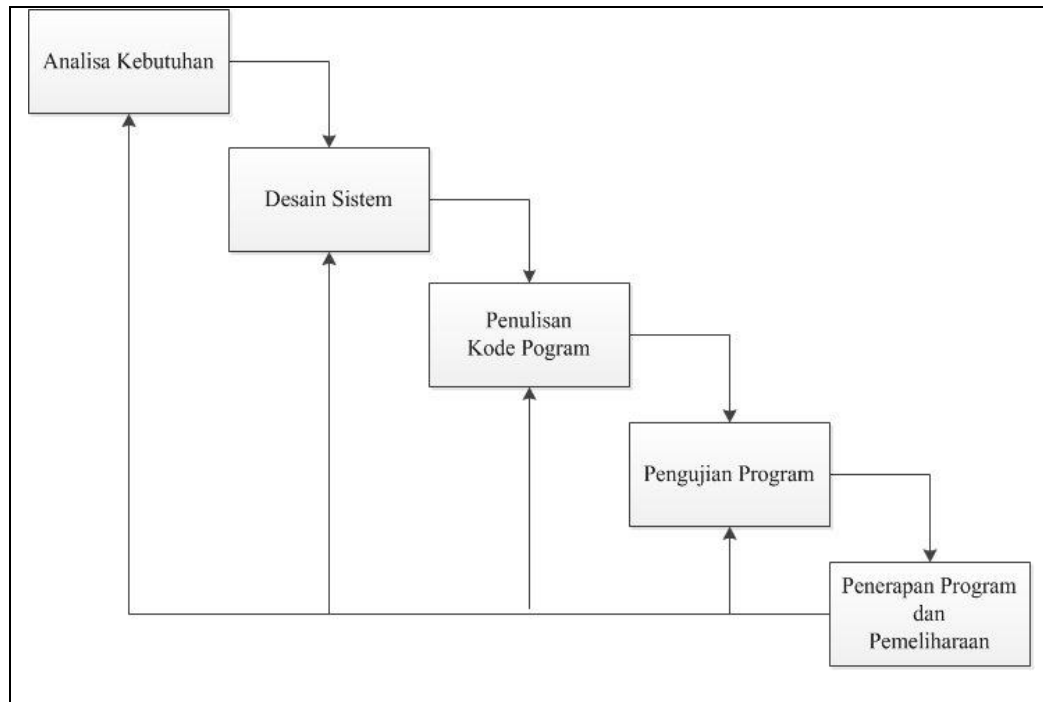 Analisa Kebutuhan
Desain Sistem
Penulisan
Kode Pogram
Pengujian Program
Penerapan Program
dan
Pemeliharaan